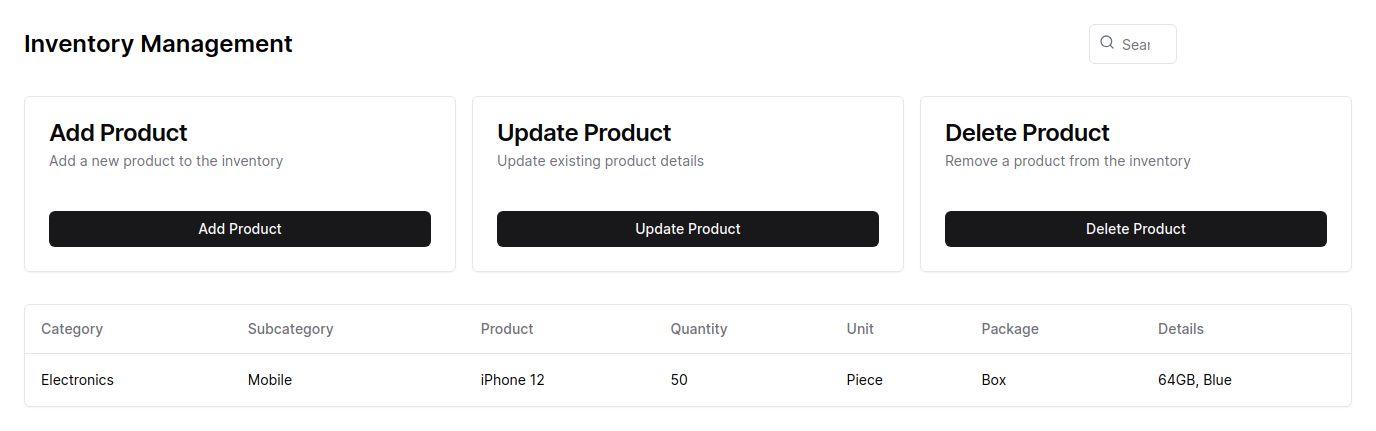 Inventory Management
Sear
Add Product
Add a new product to the inventory
Add Product
Update Product
Update existing product details
Update Product
Delete Product
Remove a product from the inventory
Delete Product
Category Subcategory Product Quantity Unit Package Details
Electronics Mobile iPhone 12 50 Piece Box 64GB, Blue